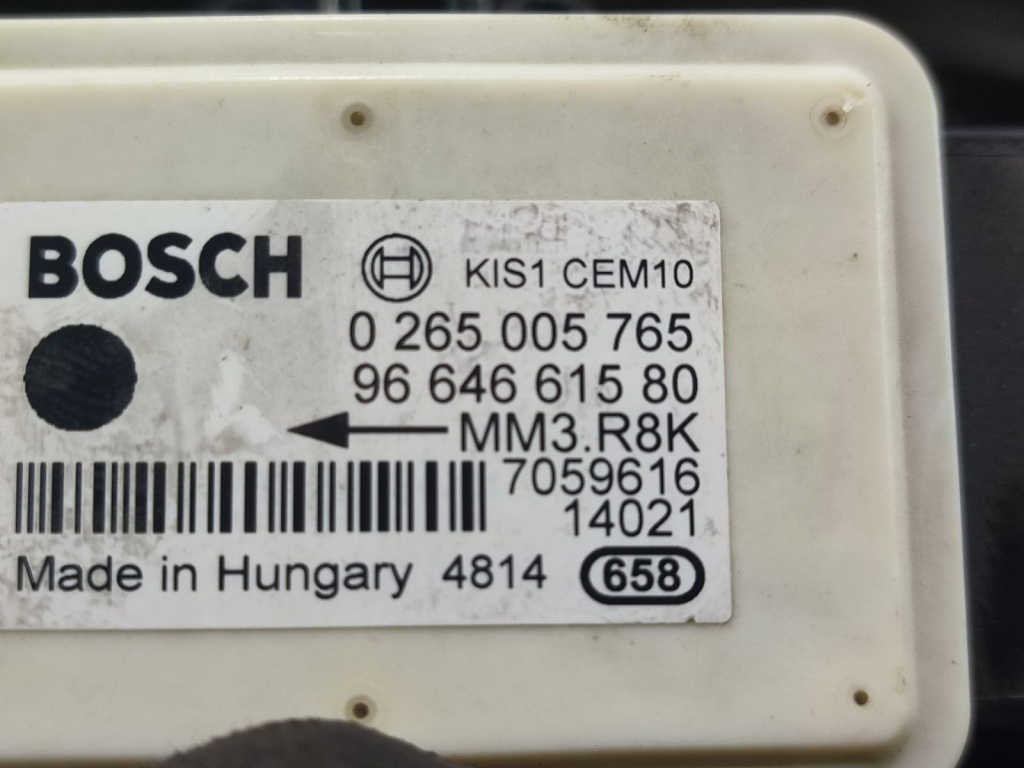 BOSCH KIS1 CEM10
0 265 005 765
96 646 615 80
MM3.R8K
7059616
14021
Made in Hungary 4814 658